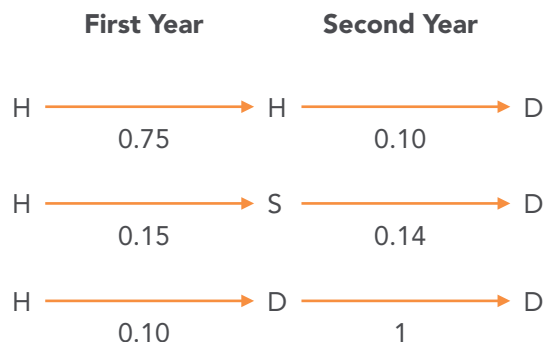 First Year Second Year
H H D
0.75 0.10
H S D
0.15 0.14
H D D
0.10 1